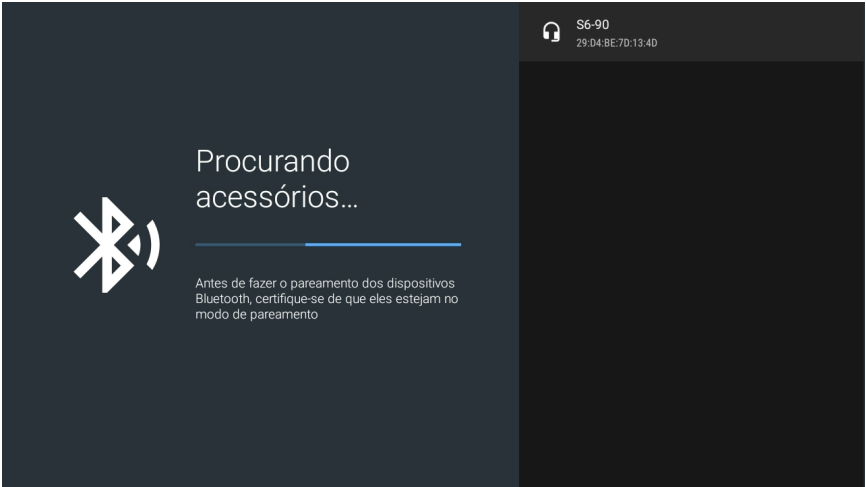 S6-90
29:D4:BE:7D:13:4D
Procurando
acessórios...
Antes de fazer o pareamento dos dispositivos
Bluetooth, certifique-se de que eles estejam no
modo de pareamento